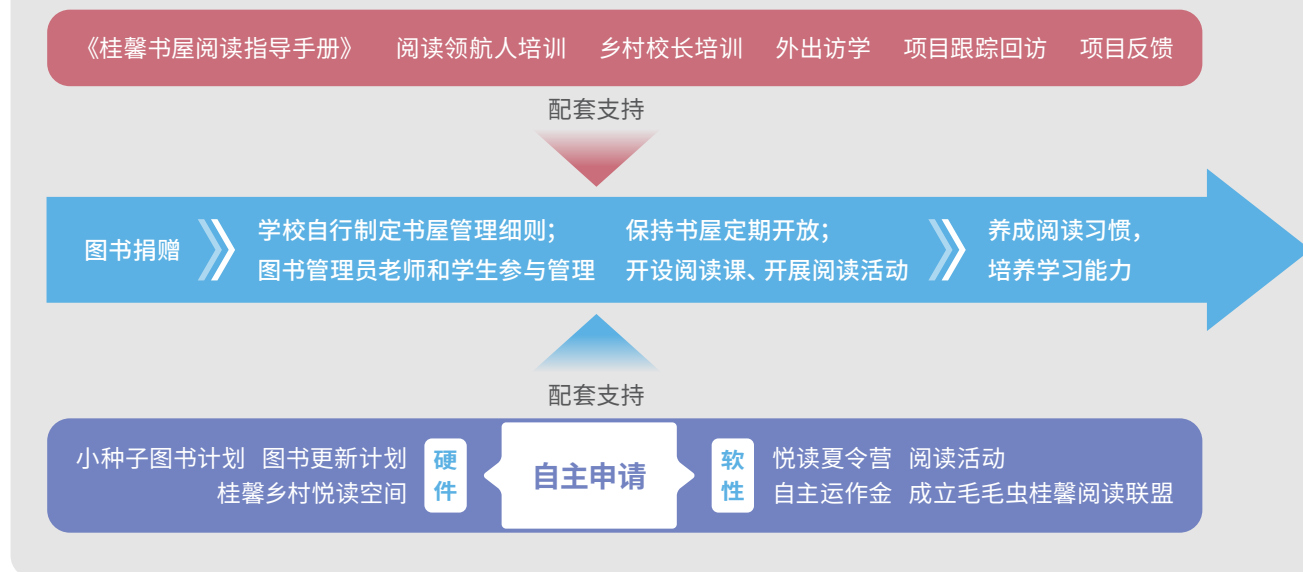 《桂馨书屋阅读指导手册》 阅读领航人培训 乡村校长培训 外出访学 项目跟踪回访 项目反馈
配套支持
图书捐赠
学校自行制定书屋管理细则；
图书管理员老师和学生参与管理
保持书屋定期开放；
开设阅读课、开展阅读活动
养成阅读习惯，
培养学习能力
配套支持
小种子图书计划 图书更新计划
桂馨乡村悦读空间
硬件
自主申请
软性
悦读夏令营 阅读活动
自主运作金 成立毛毛虫桂馨阅读联盟